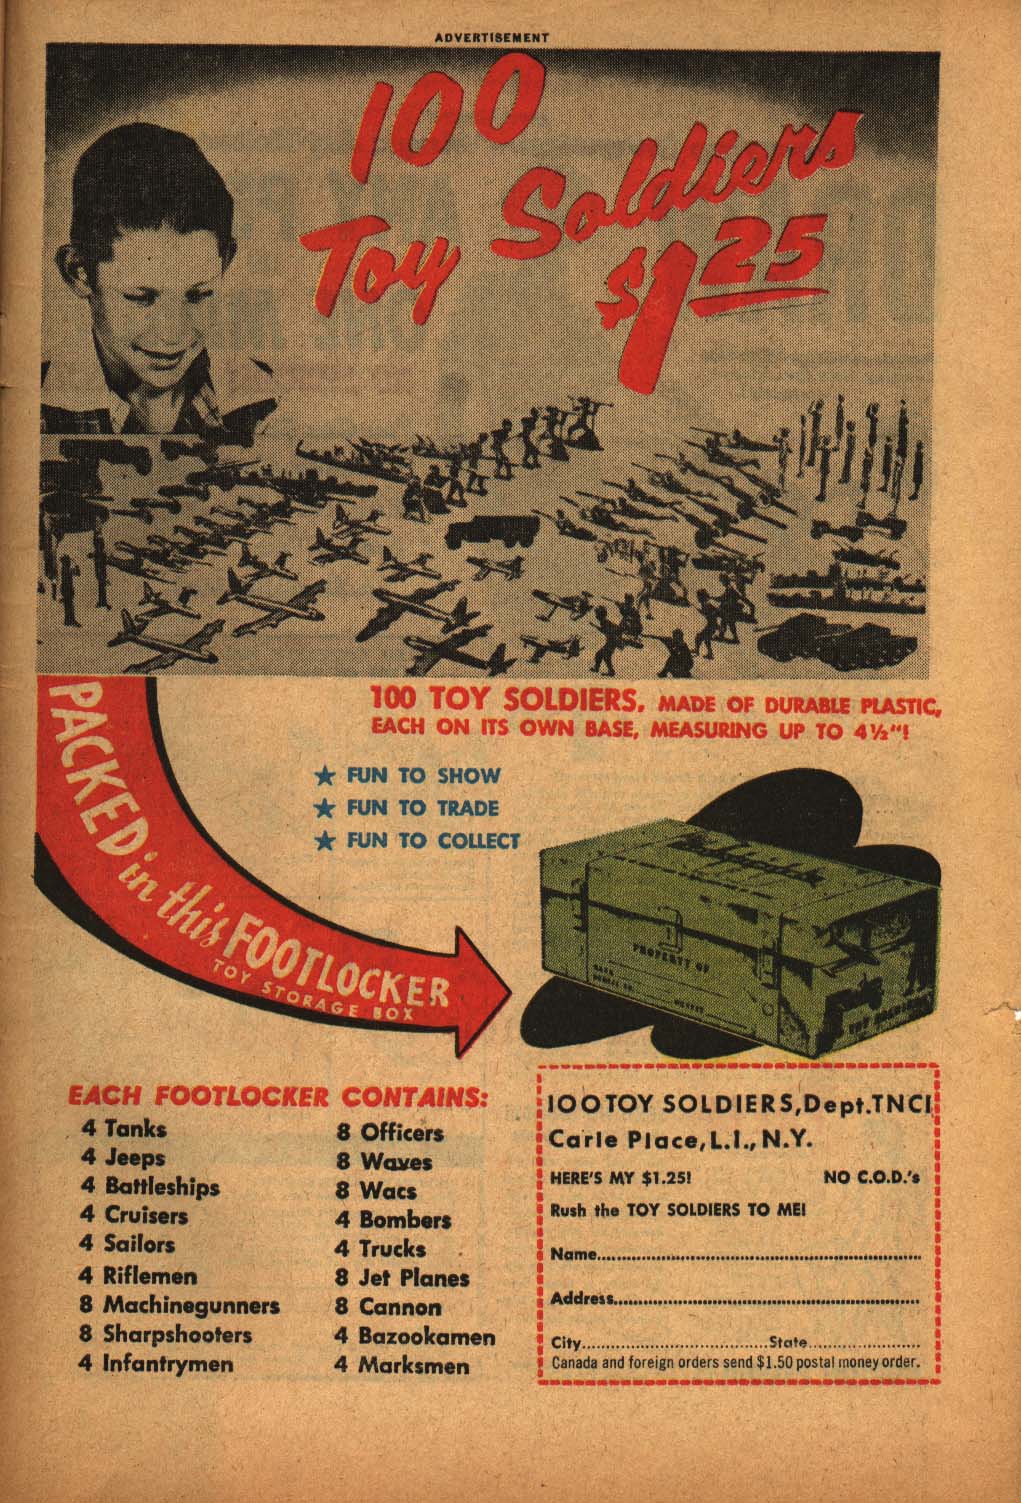 ADVERTISEMENT
100
Toy Soldiers
$1.25
100 TOY SOLDIERS, MADE OF DURABLE PLASTIC,
EACH ON ITS OWN BASE, MEASURING UP TO 4½"!
★ FUN TO SHOW
★ FUN TO TRADE
★ FUN TO COLLECT
PACKED in this FOOTLOCKER
TOY STORAGE BOX
PROPERTY OF
TOY SOLDIERS
EACH FOOTLOCKER CONTAINS:
4 Tanks
4 Jeeps
4 Battleships
4 Cruisers
4 Sailors
4 Riflemen
8 Machinegunners
8 Sharpshooters
4 Infantrymen
8 Officers
8 Waves
8 Wacs
4 Bombers
4 Trucks
8 Jet Planes
8 Cannon
4 Bazookamen
4 Marksmen
100 TOY SOLDIERS, Dept. TNC1
Carle Place, L.I., N.Y.
HERE'S MY $1.25! NO C.O.D.'s
Rush the TOY SOLDIERS TO ME!
Name
Address
City State
Canada and foreign orders send $1.50 postal money order.